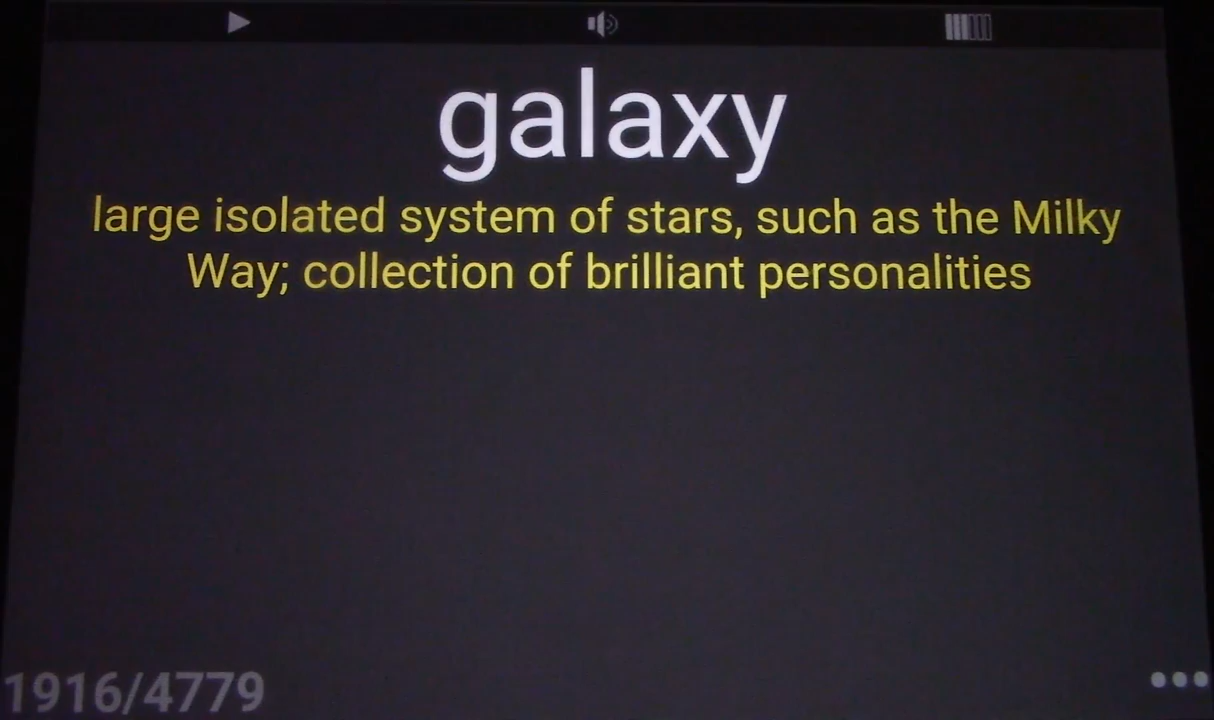 galaxy
large isolated system of stars, such as the Milky
Way; collection of brilliant personalities
1916/4779